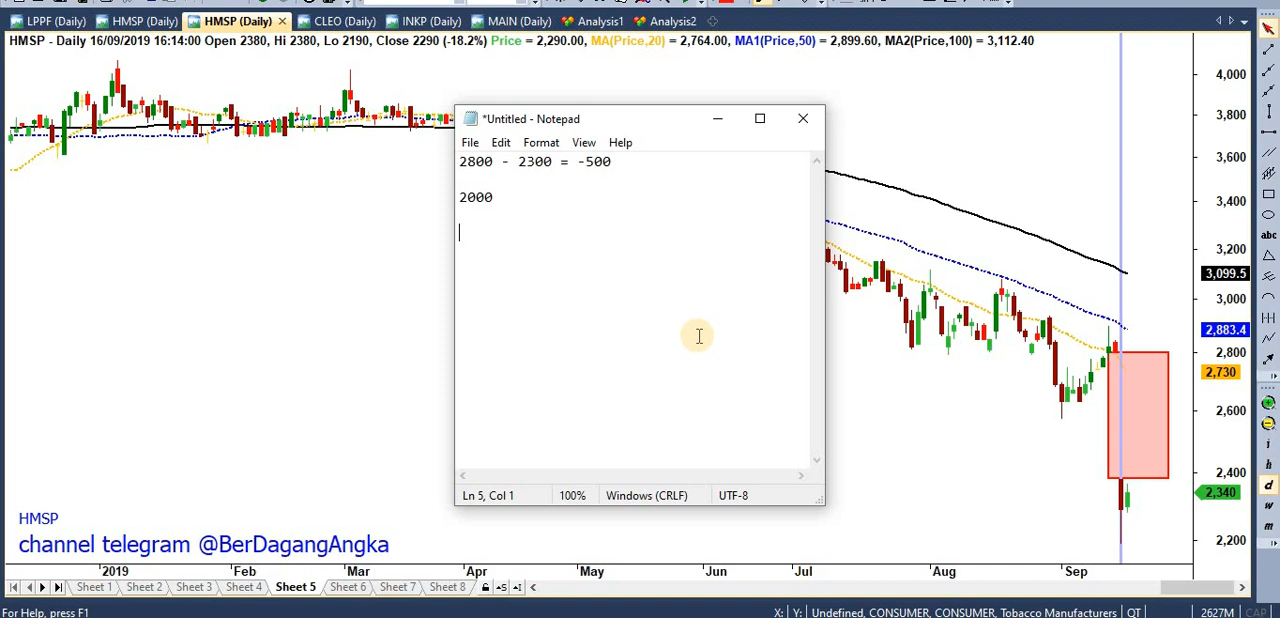 LPPF (Daily) HMSP (Daily) HMSP (Daily) CLEO (Daily) INKP (Daily) MAIN (Daily) Analysis1 Analysis2
HMSP - Daily 16/09/2019 16:14:00 Open 2380, Hi 2380, Lo 2190, Close 2290 (-18.2%) Price = 2,290.00, MA(Price,20) = 2,764.00, MA1(Price,50) = 2,899.60, MA2(Price,100) = 3,112.40
*Untitled - Notepad
File Edit Format View Help
2800 - 2300 = -500
2000
Ln 5, Col 1 100% Windows (CRLF) UTF-8
4,000
3,800
3,600
3,400
3,200
3,099.5
3,000
2,883.4
2,800
2,730
2,600
2,400
2,340
2,200
abc
i
h
d
w
m
HMSP
channel telegram @BerDagangAngka
2019 Feb Mar Apr May Jun Jul Aug Sep
Sheet 1 Sheet 2 Sheet 3 Sheet 4 Sheet 5 Sheet 6 Sheet 7 Sheet 8
For Help, press F1 X: Y: Undefined, CONSUMER, CONSUMER, Tobacco Manufacturers QT 2627M CAP